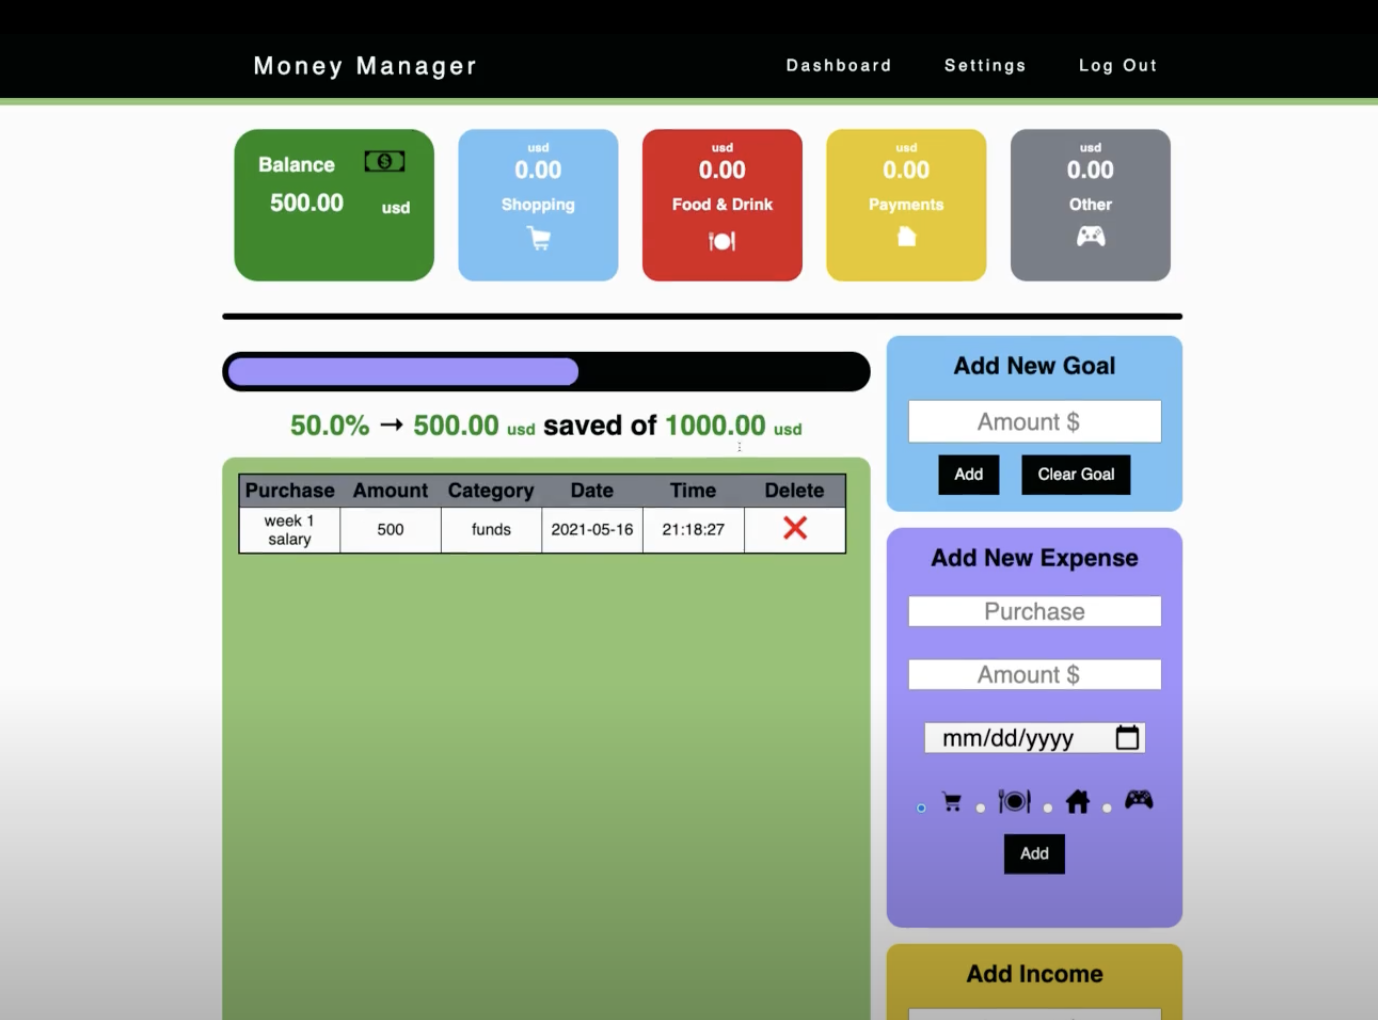 Money Manager
Dashboard
Settings
Log Out
Balance
500.00 usd
usd
0.00
Shopping
usd
0.00
Food & Drink
usd
0.00
Payments
usd
0.00
Other
50.0% → 500.00 usd saved of 1000.00 usd
Purchase Amount Category Date Time Delete
week 1
salary
500 funds 2021-05-16 21:18:27
Add New Goal
Amount $
Add
Clear Goal
Add New Expense
Purchase
Amount $
mm/dd/yyyy
Add
Add Income